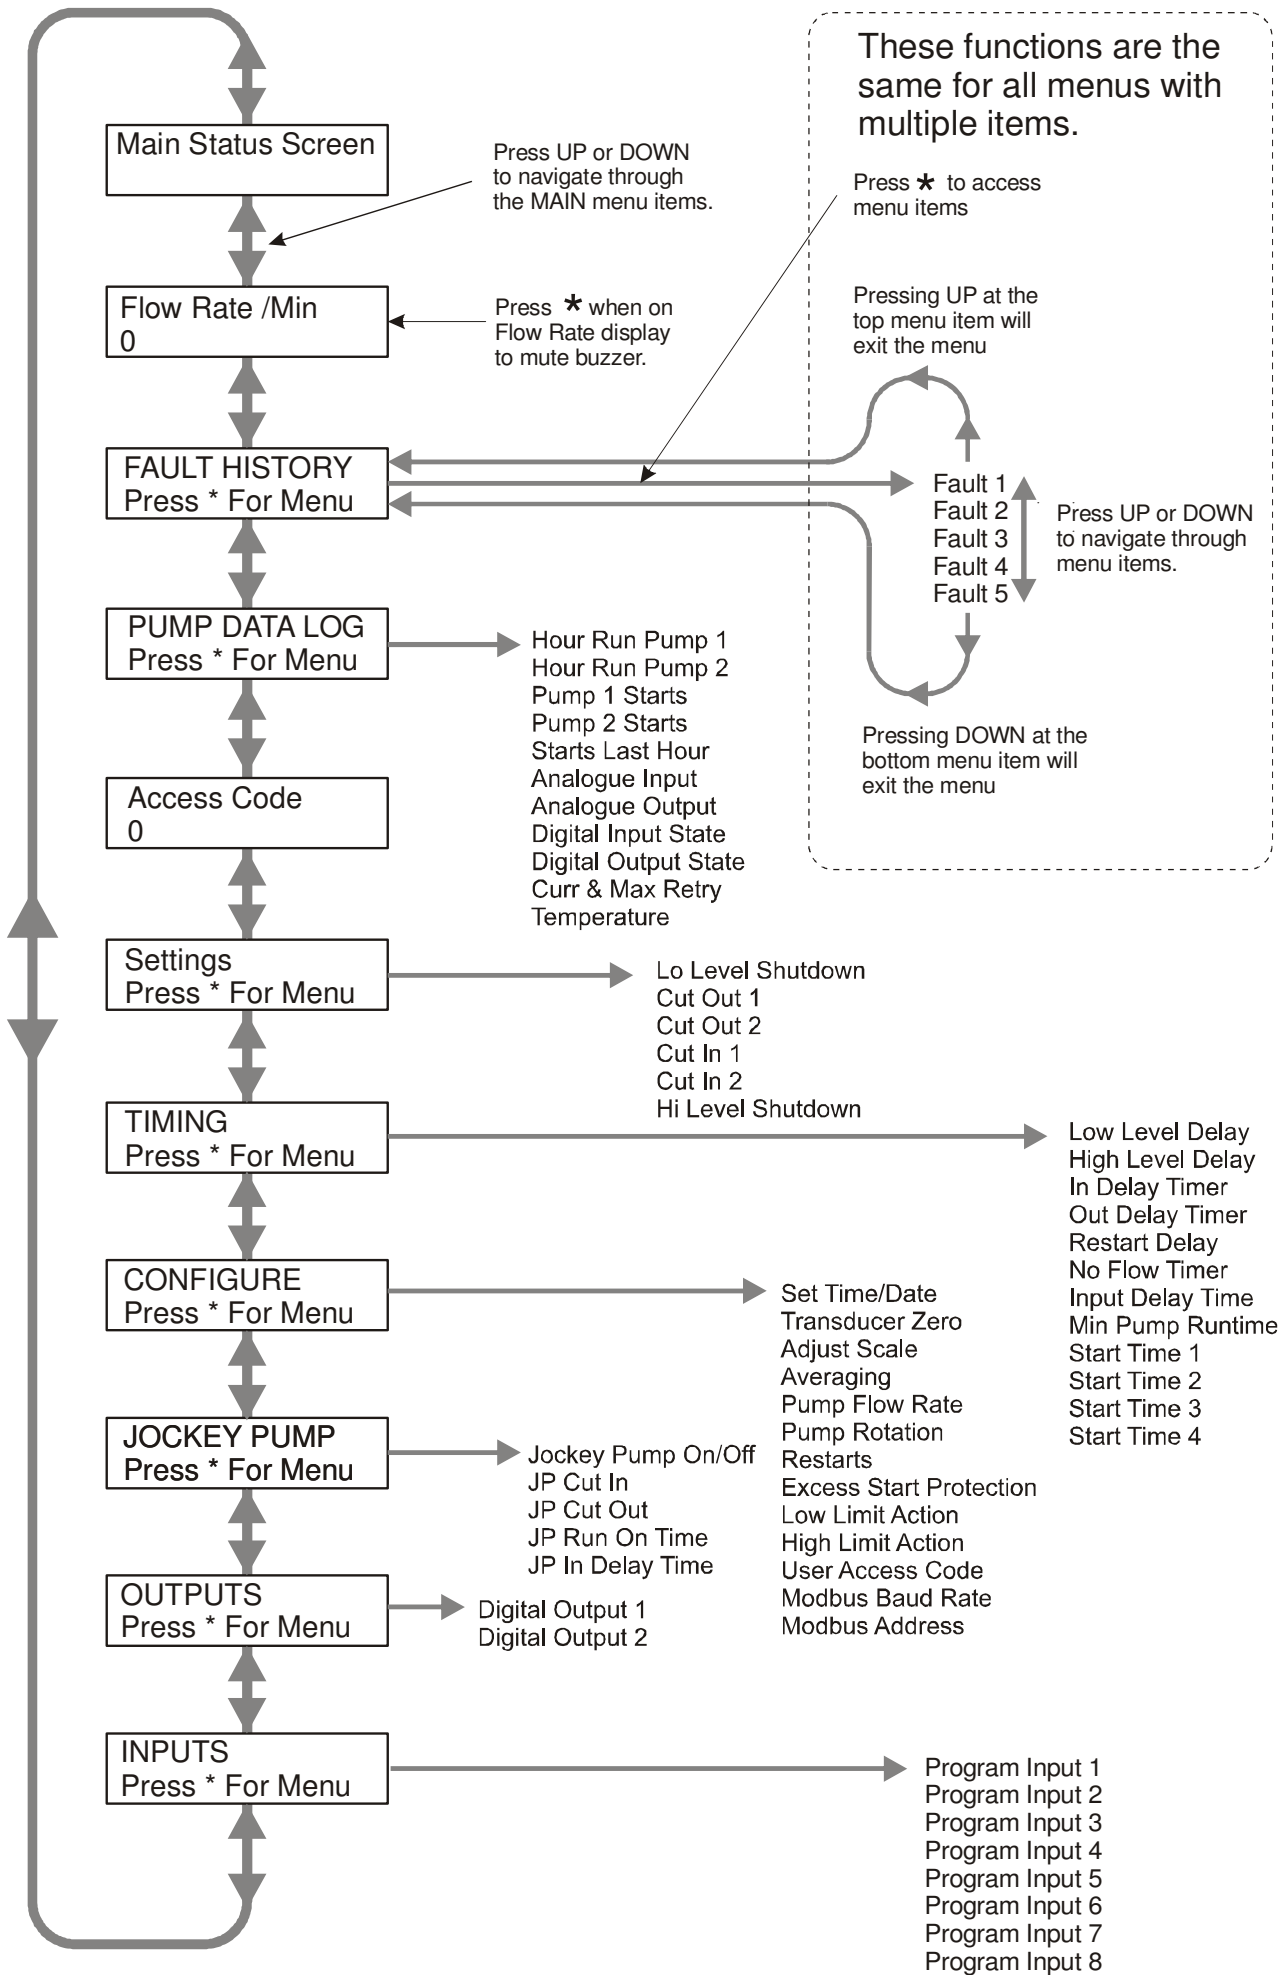 These functions are the
same for all menus with
multiple items.
Main Status Screen
Press UP or DOWN
to navigate through
the MAIN menu items.
Press * to access
menu items
Flow Rate /Min
0
Press * when on
Flow Rate display
to mute buzzer.
Pressing UP at the
top menu item will
exit the menu
FAULT HISTORY
Press * For Menu
Fault 1
Fault 2
Fault 3
Fault 4
Fault 5
Press UP or DOWN
to navigate through
menu items.
Pressing DOWN at the
bottom menu item will
exit the menu
PUMP DATA LOG
Press * For Menu
Hour Run Pump 1
Hour Run Pump 2
Pump 1 Starts
Pump 2 Starts
Starts Last Hour
Analogue Input
Analogue Output
Digital Input State
Digital Output State
Curr & Max Retry
Temperature
Access Code
0
Settings
Press * For Menu
Lo Level Shutdown
Cut Out 1
Cut Out 2
Cut In 1
Cut In 2
Hi Level Shutdown
TIMING
Press * For Menu
Low Level Delay
High Level Delay
In Delay Timer
Out Delay Timer
Restart Delay
No Flow Timer
Input Delay Time
Min Pump Runtime
Start Time 1
Start Time 2
Start Time 3
Start Time 4
CONFIGURE
Press * For Menu
Set Time/Date
Transducer Zero
Adjust Scale
Averaging
Pump Flow Rate
Pump Rotation
Restarts
Excess Start Protection
Low Limit Action
High Limit Action
User Access Code
Modbus Baud Rate
Modbus Address
JOCKEY PUMP
Press * For Menu
Jockey Pump On/Off
JP Cut In
JP Cut Out
JP Run On Time
JP In Delay Time
OUTPUTS
Press * For Menu
Digital Output 1
Digital Output 2
INPUTS
Press * For Menu
Program Input 1
Program Input 2
Program Input 3
Program Input 4
Program Input 5
Program Input 6
Program Input 7
Program Input 8